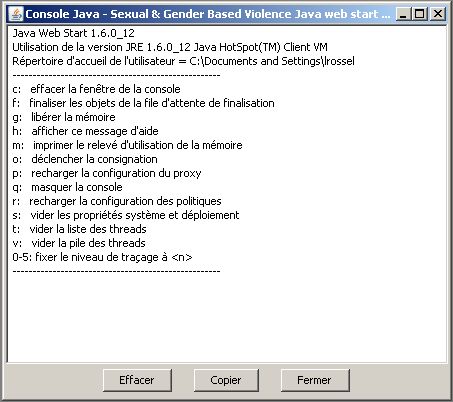 Console Java - Sexual & Gender Based Violence Java web start ...
Java Web Start 1.6.0_12
Utilisation de la version JRE 1.6.0_12 Java HotSpot(TM) Client VM
Répertoire d'accueil de l'utilisateur = C:\Documents and Settings\lrossel
----------------------------------------------------
c:   effacer la fenêtre de la console
f:   finaliser les objets de la file d'attente de finalisation
g:   libérer la mémoire
h:   afficher ce message d'aide
m:   imprimer le relevé d'utilisation de la mémoire
o:   déclencher la consignation
p:   recharger la configuration du proxy
q:   masquer la console
r:   recharger la configuration des politiques
s:   vider les propriétés système et déploiement
t:   vider la liste des threads
v:   vider la pile des threads
0-5: fixer le niveau de traçage à <n>
----------------------------------------------------
Effacer Copier Fermer